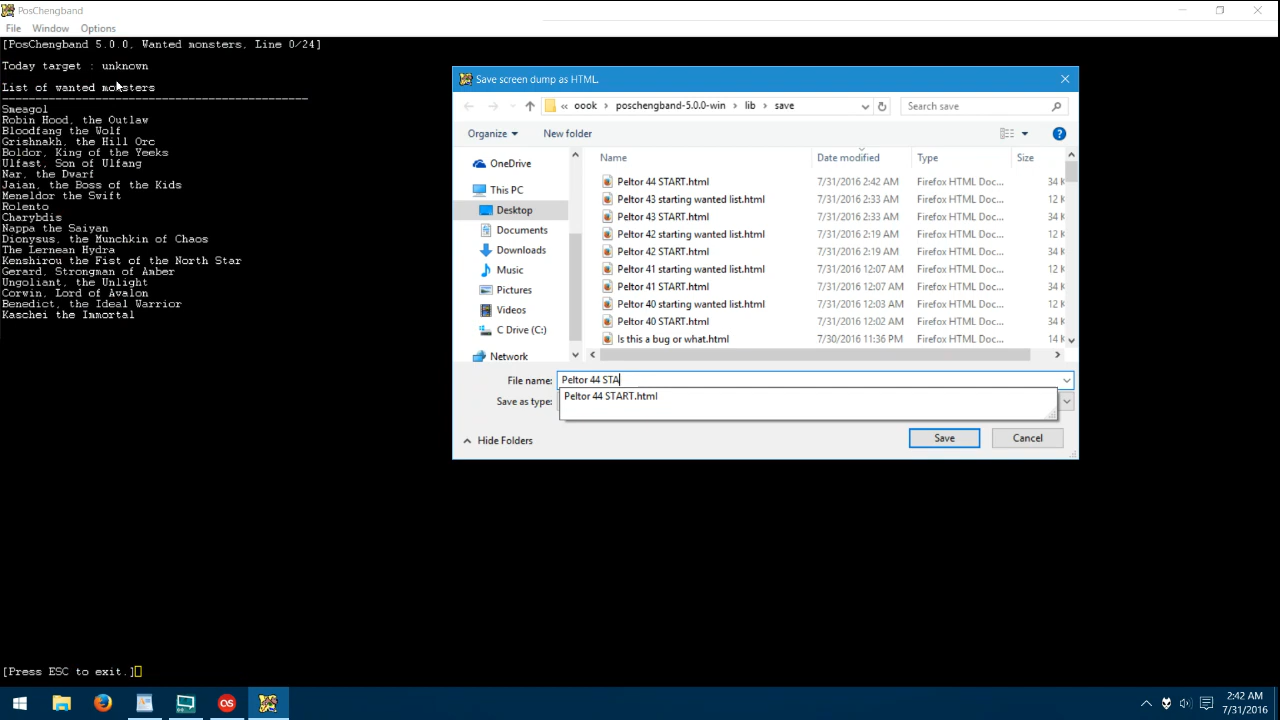 PosChengband
File Window Options
[PosChengband 5.0.0, Wanted monsters, Line 0/24]
Today target : unknown
List of wanted monsters
----------------------------------------------
Smeagol
Robin Hood, the Outlaw
Bloodfang the Wolf
Grishnakh, the Hill Orc
Boldor, King of the Yeeks
Ulfast, Son of Ulfang
Nar, the Dwarf
Jaian, the Boss of the Kids
Meneldor the Swift
Rolento
Charybdis
Nappa the Saiyan
Dionysus, the Munchkin of Chaos
The Lernean Hydra
Kenshirou the Fist of the North Star
Gerard, Strongman of Amber
Ungoliant, the Unlight
Corwin, Lord of Avalon
Benedict, the Ideal Warrior
Kaschei the Immortal
[Press ESC to exit.]
Save screen dump as HTML.
« oook poschengband-5.0.0-win lib save
Search save
Organize New folder
OneDrive
This PC
Desktop
Documents
Downloads
Music
Pictures
Videos
C Drive (C:)
Network
Name Date modified Type Size
Peltor 44 START.html 7/31/2016 2:42 AM Firefox HTML Doc... 34 K
Peltor 43 starting wanted list.html 7/31/2016 2:33 AM Firefox HTML Doc... 12 K
Peltor 43 START.html 7/31/2016 2:33 AM Firefox HTML Doc... 34 K
Peltor 42 starting wanted list.html 7/31/2016 2:19 AM Firefox HTML Doc... 12 K
Peltor 42 START.html 7/31/2016 2:19 AM Firefox HTML Doc... 34 K
Peltor 41 starting wanted list.html 7/31/2016 12:07 AM Firefox HTML Doc... 12 K
Peltor 41 START.html 7/31/2016 12:07 AM Firefox HTML Doc... 34 K
Peltor 40 starting wanted list.html 7/31/2016 12:03 AM Firefox HTML Doc... 12 K
Peltor 40 START.html 7/31/2016 12:02 AM Firefox HTML Doc... 34 K
Is this a bug or what.html 7/30/2016 11:36 PM Firefox HTML Doc... 14 K
File name: Peltor 44 STA
Peltor 44 START.html
Save as type:
Hide Folders
Save Cancel
2:42 AM
7/31/2016